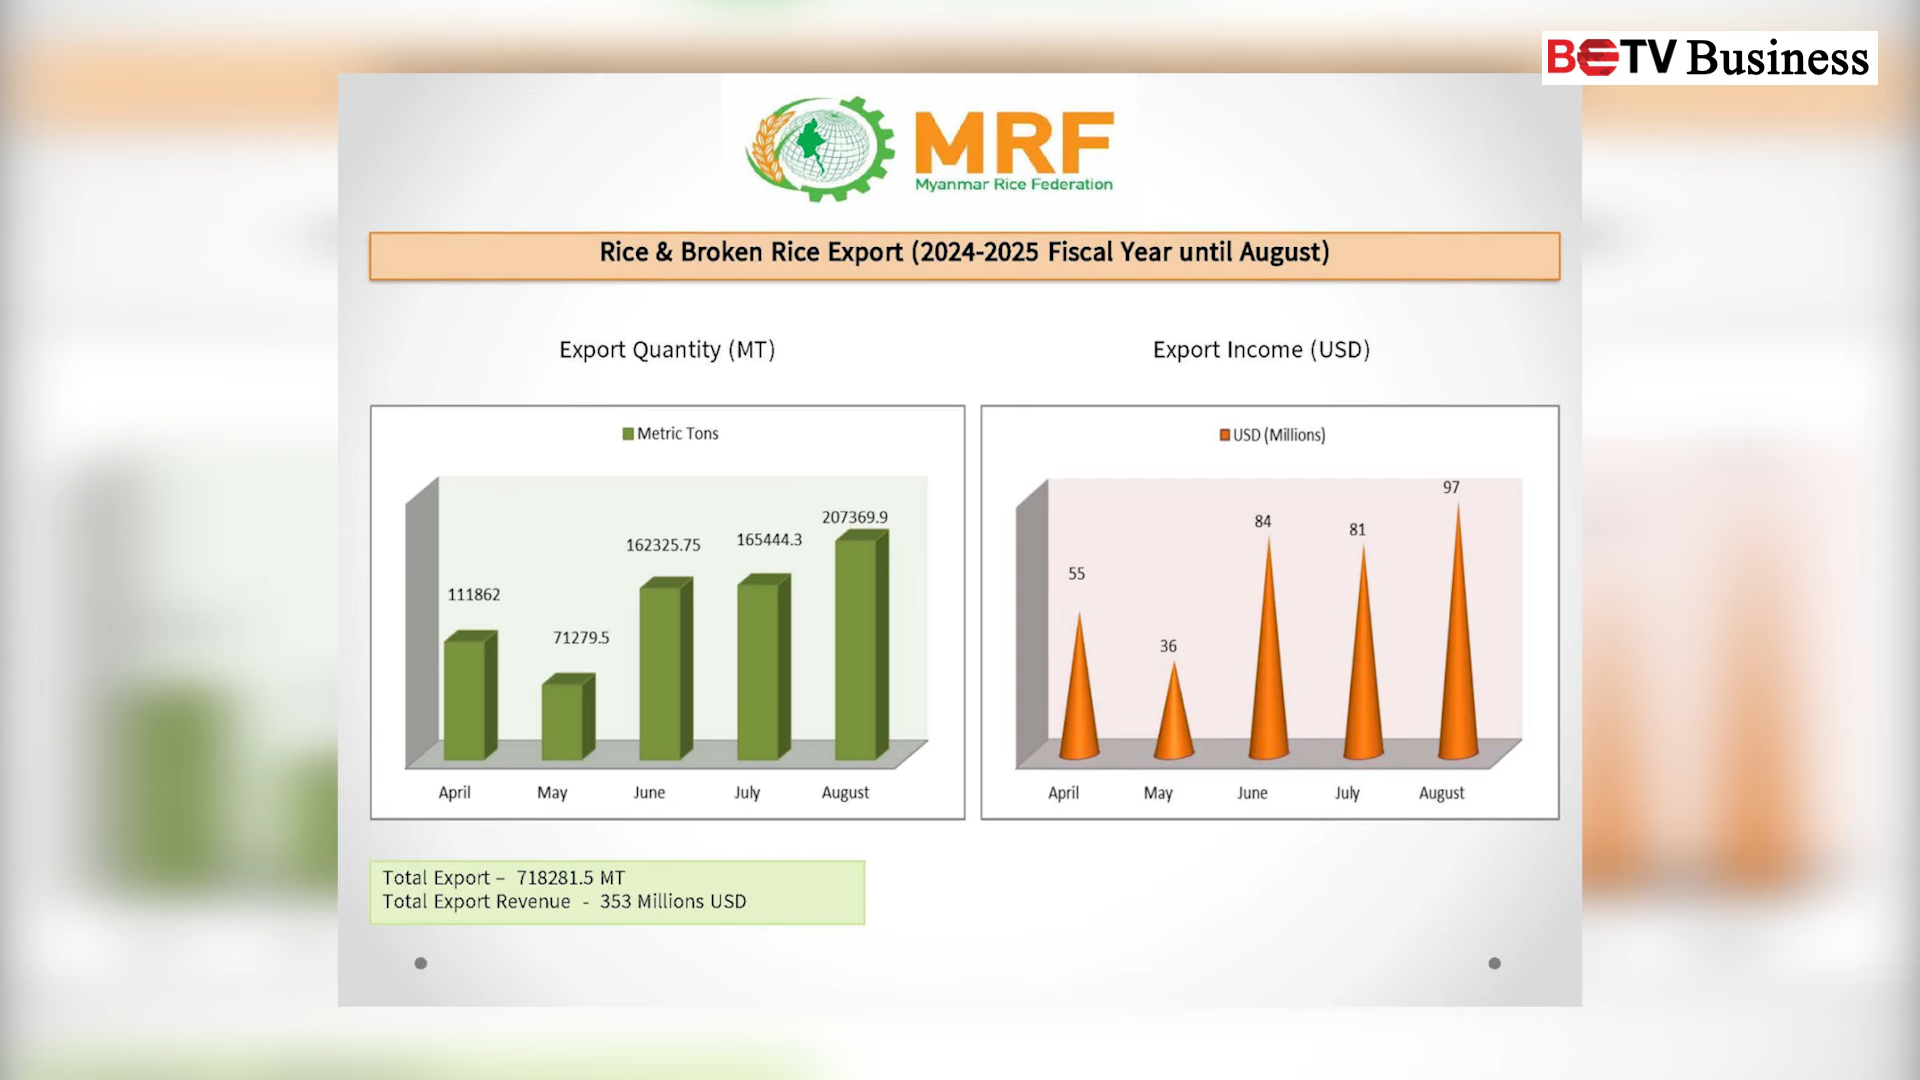 BETV Business
MRF
Myanmar Rice Federation
Rice & Broken Rice Export (2024-2025 Fiscal Year until August)
Export Quantity (MT)
Export Income (USD)
Metric Tons
111862
71279.5
162325.75
165444.3
207369.9
April May June July August
USD (Millions)
55
36
84
81
97
April May June July August
Total Export – 718281.5 MT
Total Export Revenue - 353 Millions USD